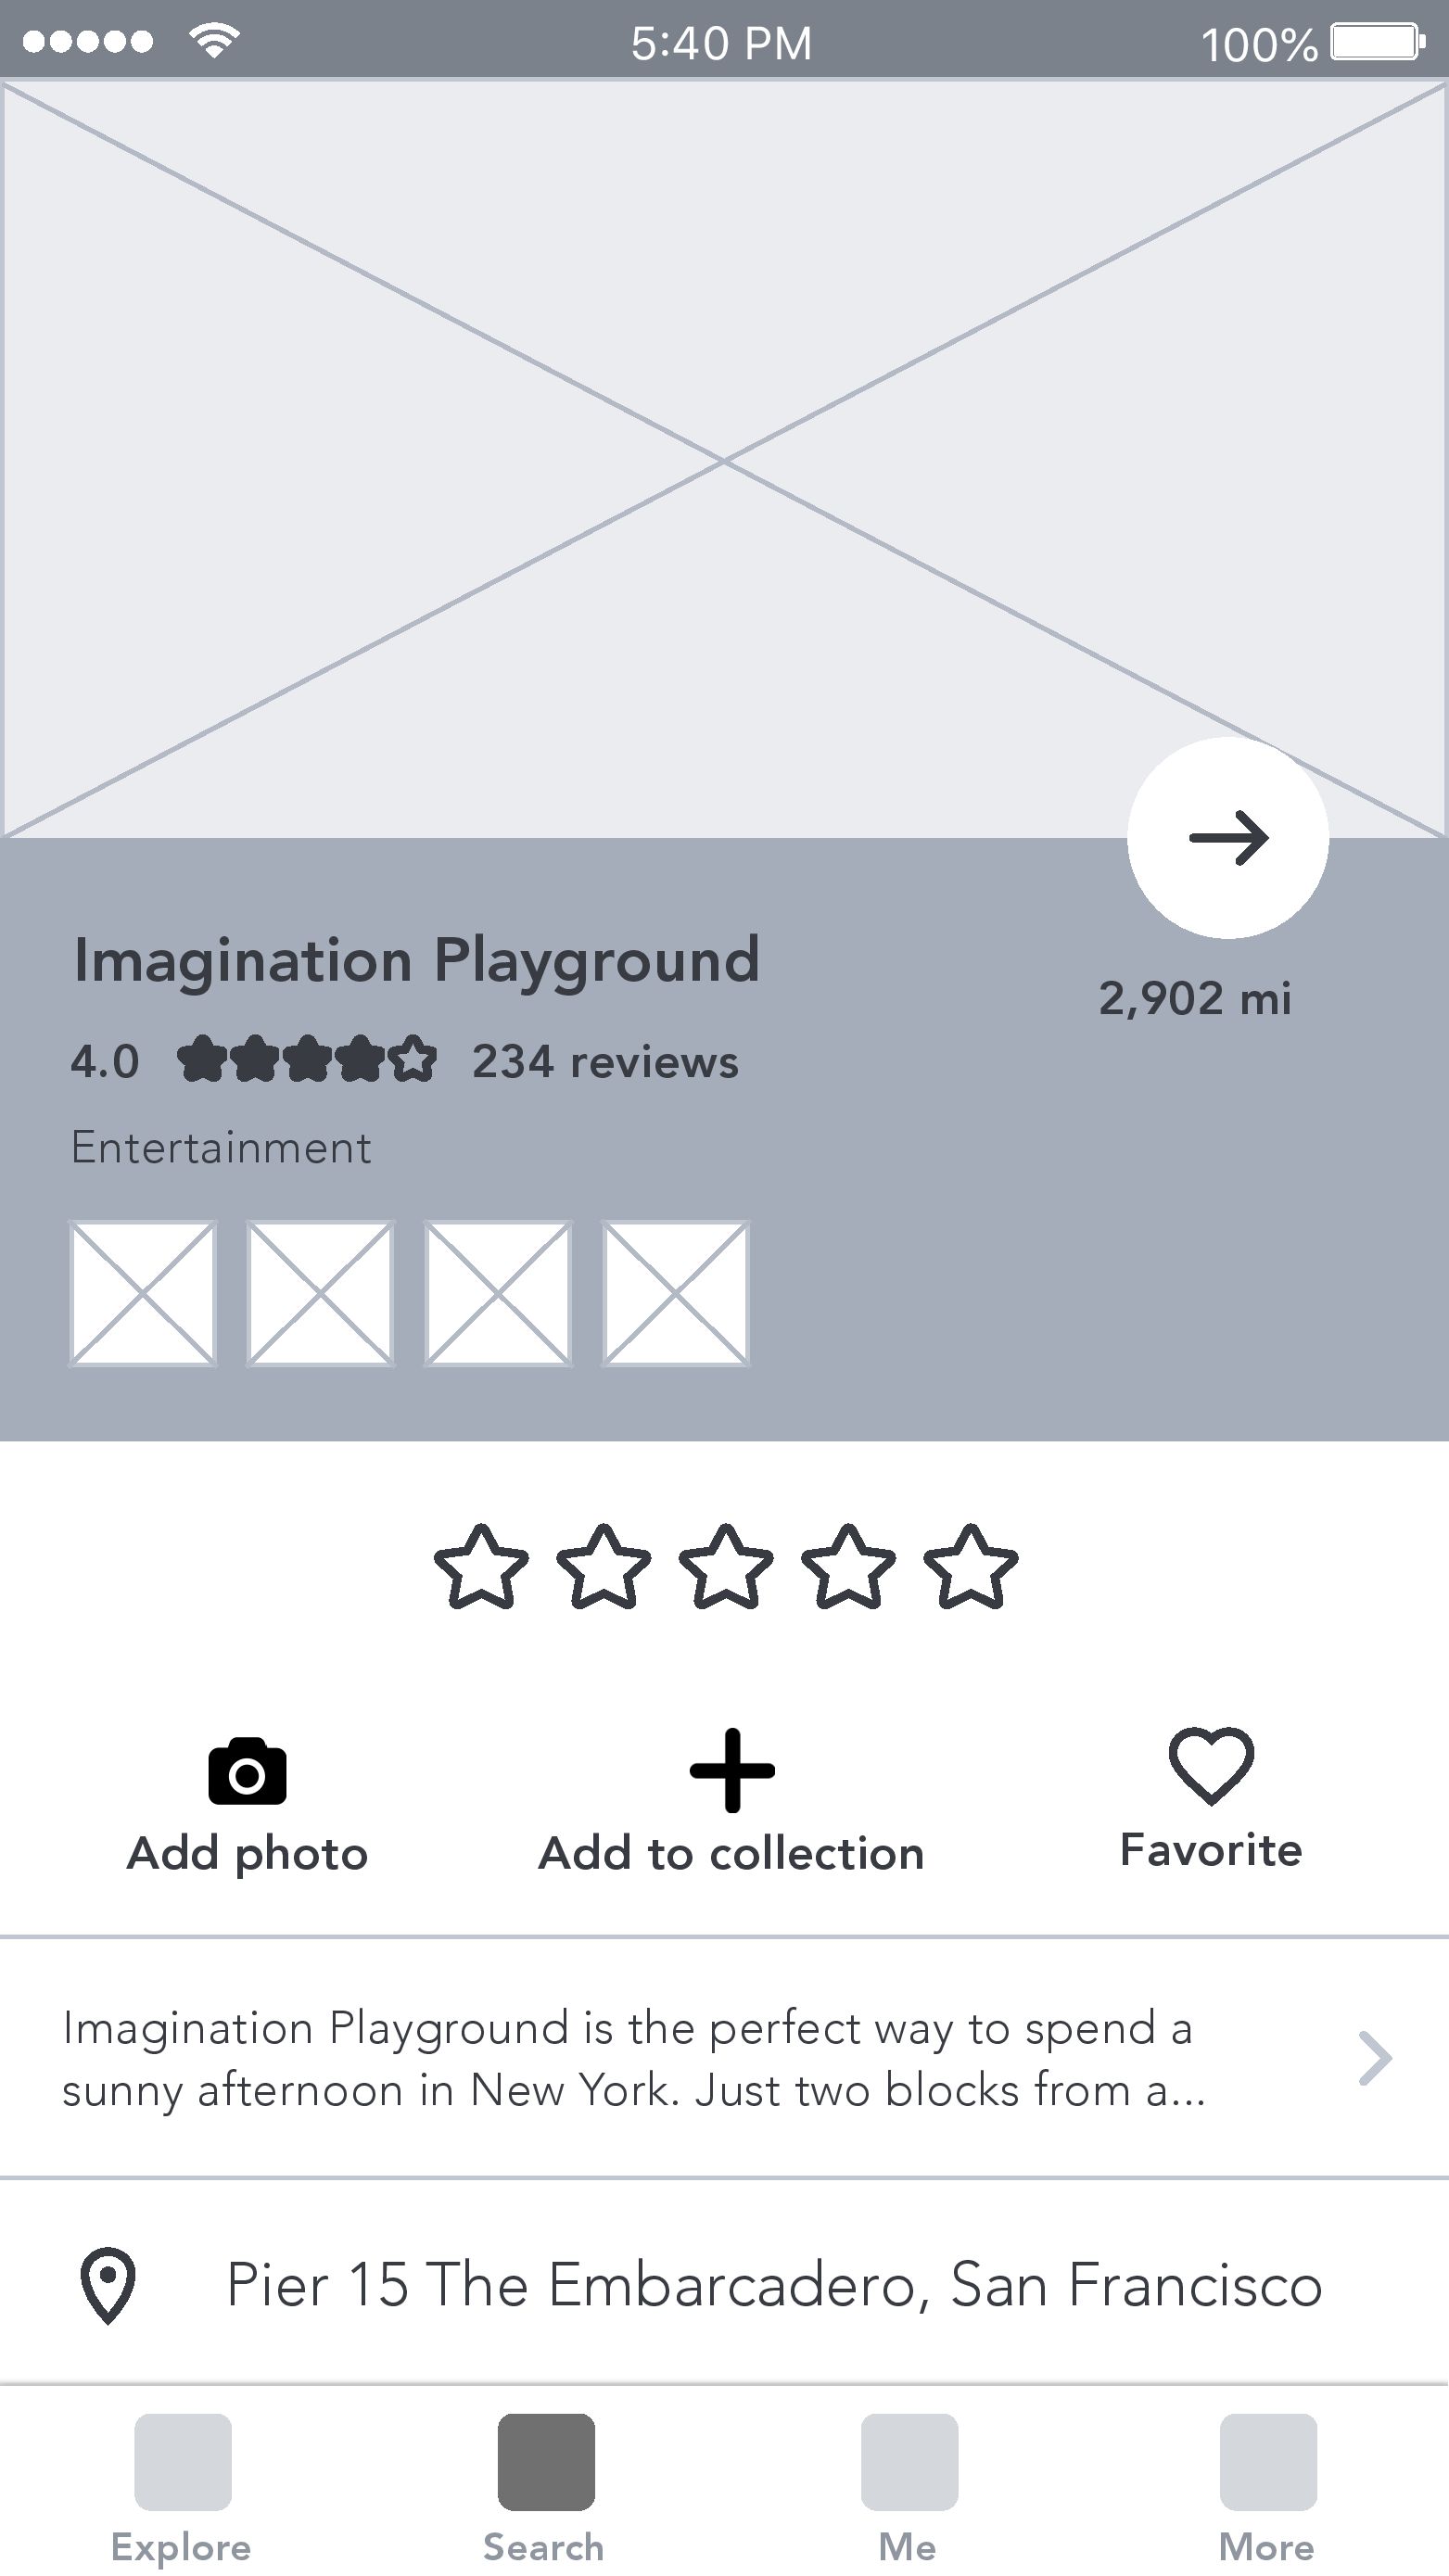 5:40 PM
100%
Imagination Playground
2,902 mi
4.0
234 reviews
Entertainment
Add photo
Add to collection
Favorite
Imagination Playground is the perfect way to spend a
sunny afternoon in New York. Just two blocks from a...
Pier 15 The Embarcadero, San Francisco
Explore
Search
Me
More